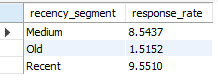 recency_segment response_rate
Medium 8.5437
Old 1.5152
Recent 9.5510